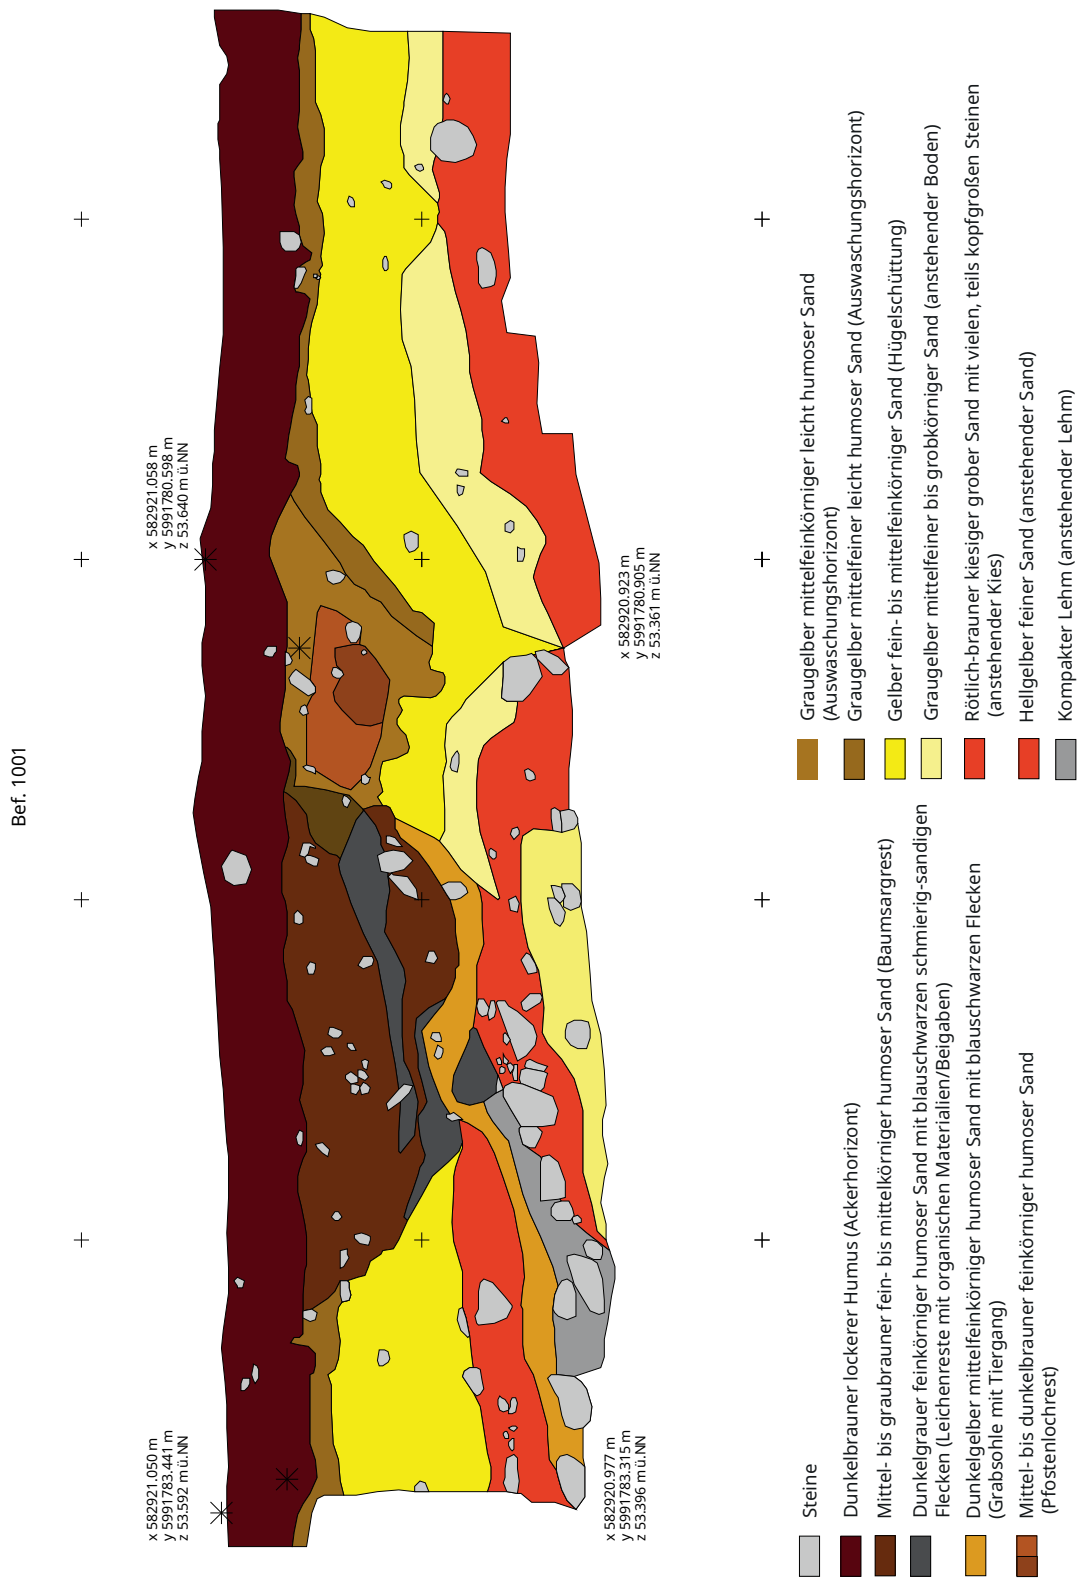 Bef. 1001
x 582921.050 m
y 5991783.441 m
z 53.592 mü.NN
x 582921.058 m
y 5991780.598 m
z 53.640 m ü.NN
x 582920.977 m
y 5991783.315 m
z 53.396 mü.NN
x 582920.923 m
y 5991780.905 m
z 53.361 m ü.NN
Steine
Dunkelbrauner lockerer Humus (Ackerhorizont)
Mittel- bis graubrauner fein- bis mittelkörniger humoser Sand (Baumsargrest)
Dunkelgrauer feinkörniger humoser Sand mit blauschwarzen schmierig-sandigen
Flecken (Leichenreste mit organischen Materialien/Beigaben)
Dunkelgelber mittelfeinkörniger humoser Sand mit blauschwarzen Flecken
(Grabsohle mit Tiergang)
Mittel- bis dunkelbrauner feinkörniger humoser Sand
(Pfostenlochrest)
Graugelber mittelfeinkörniger leicht humoser Sand
(Auswaschungshorizont)
Graugelber mittelfeiner leicht humoser Sand (Auswaschungshorizont)
Gelber fein- bis mittelfeinkörniger Sand (Hügelschüttung)
Graugelber mittelfeiner bis grobkörniger Sand (anstehender Boden)
Rötlich-brauner kiesiger grober Sand mit vielen, teils kopfgroßen Steinen
(anstehender Kies)
Hellgelber feiner Sand (anstehender Sand)
Kompakter Lehm (anstehender Lehm)